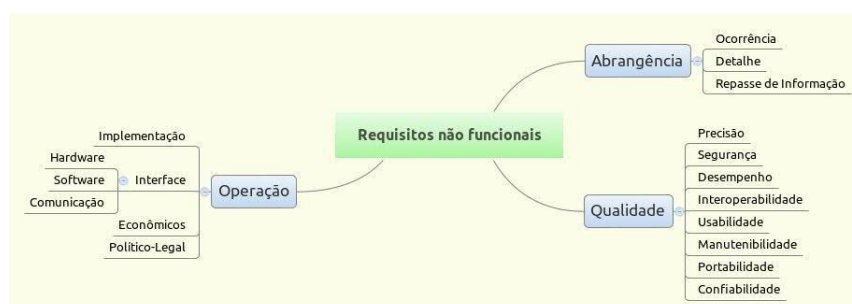 Requisitos não funcionais
Abrangência
Ocorrência
Detalhe
Repasse de Informação
Qualidade
Precisão
Segurança
Desempenho
Interoperabilidade
Usabilidade
Manutenibilidade
Portabilidade
Confiabilidade
Operação
Implementação
Interface
Hardware
Software
Comunicação
Econômicos
Político-Legal